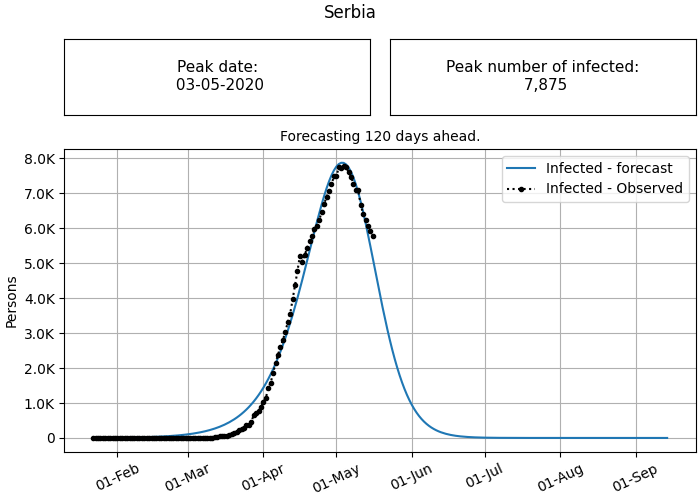 Serbia
Peak date:
03-05-2020
Peak number of infected:
7,875
Forecasting 120 days ahead.
Infected - forecast
Infected - Observed
Persons
8.0K
7.0K
6.0K
5.0K
4.0K
3.0K
2.0K
1.0K
0
01-Feb
01-Mar
01-Apr
01-May
01-Jun
01-Jul
01-Aug
01-Sep